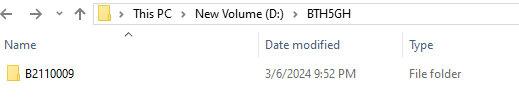 This PC > New Volume (D:) > BTH5GH
Name Date modified Type
B2110009 3/6/2024 9:52 PM File folder